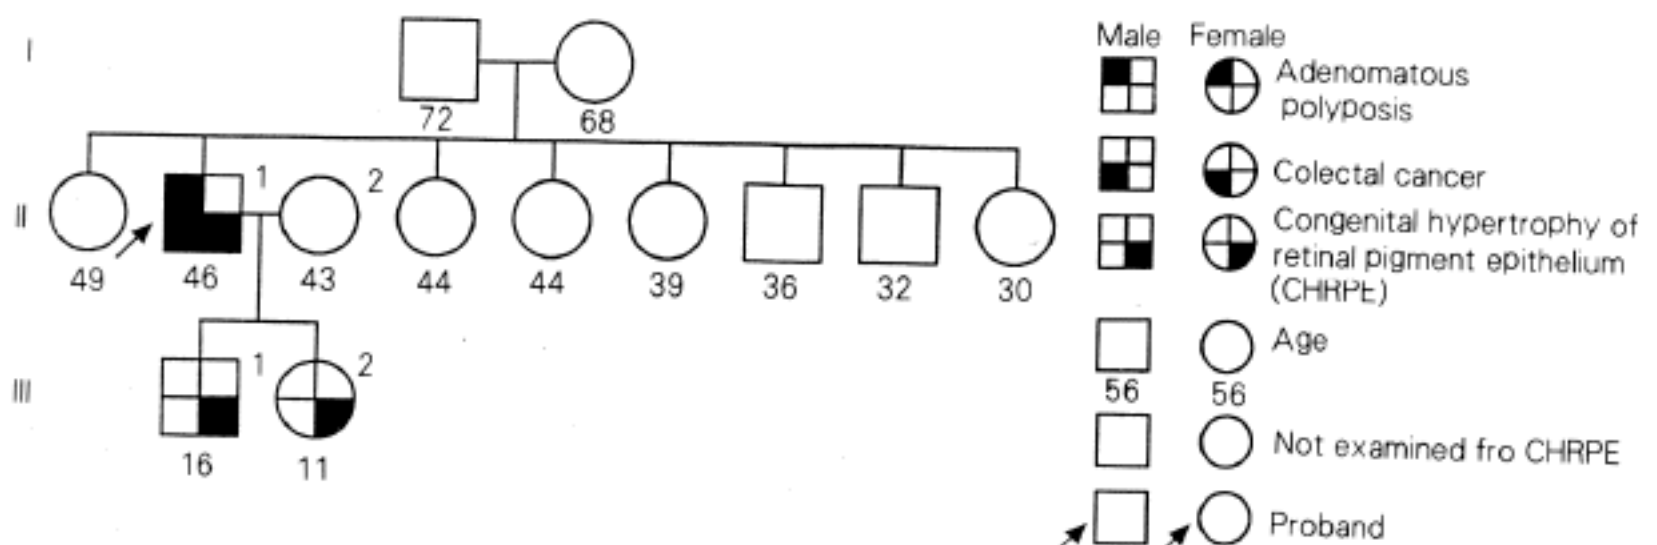 I
72
68
1
2
II
49
46
43
44
44
39
36
32
30
1
2
III
16
11
Male Female
Adenomatous
polyposis
Colectal cancer
Congenital hypertrophy of
retinal pigment epithelium
(CHRPE)
Age
56
56
Not examined fro CHRPE
Proband